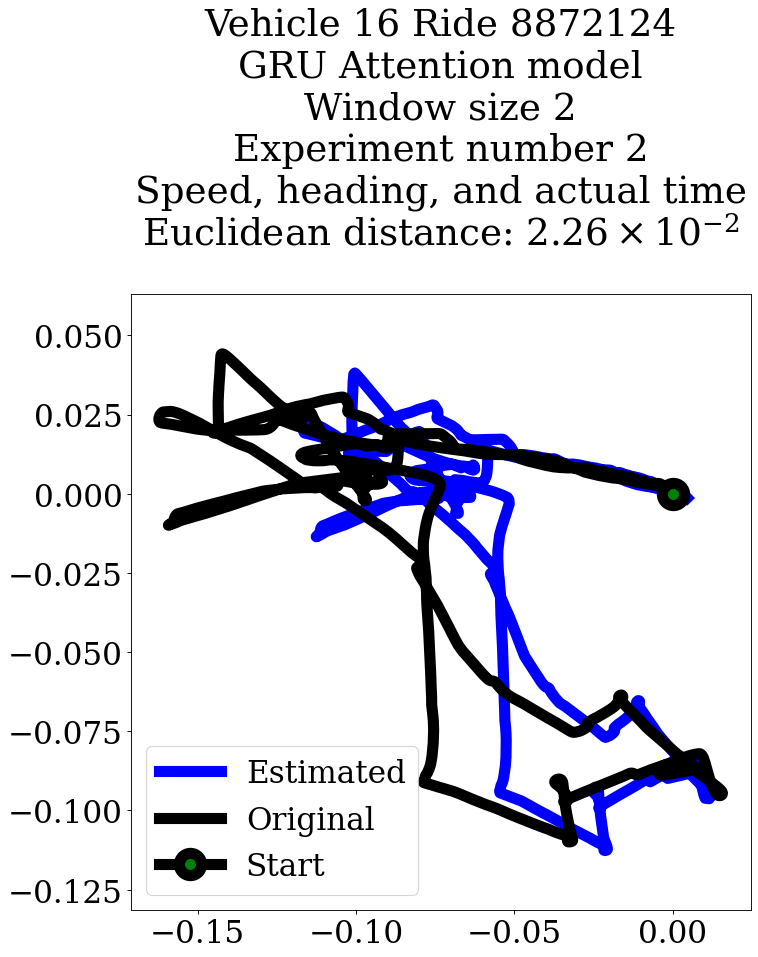 Vehicle 16 Ride 8872124
GRU Attention model
Window size 2
Experiment number 2
Speed, heading, and actual time
Euclidean distance: 2.26 × 10⁻²
0.050
0.025
0.000
−0.025
−0.050
−0.075
−0.100
−0.125
Estimated
Original
Start
−0.15 −0.10 −0.05 0.00